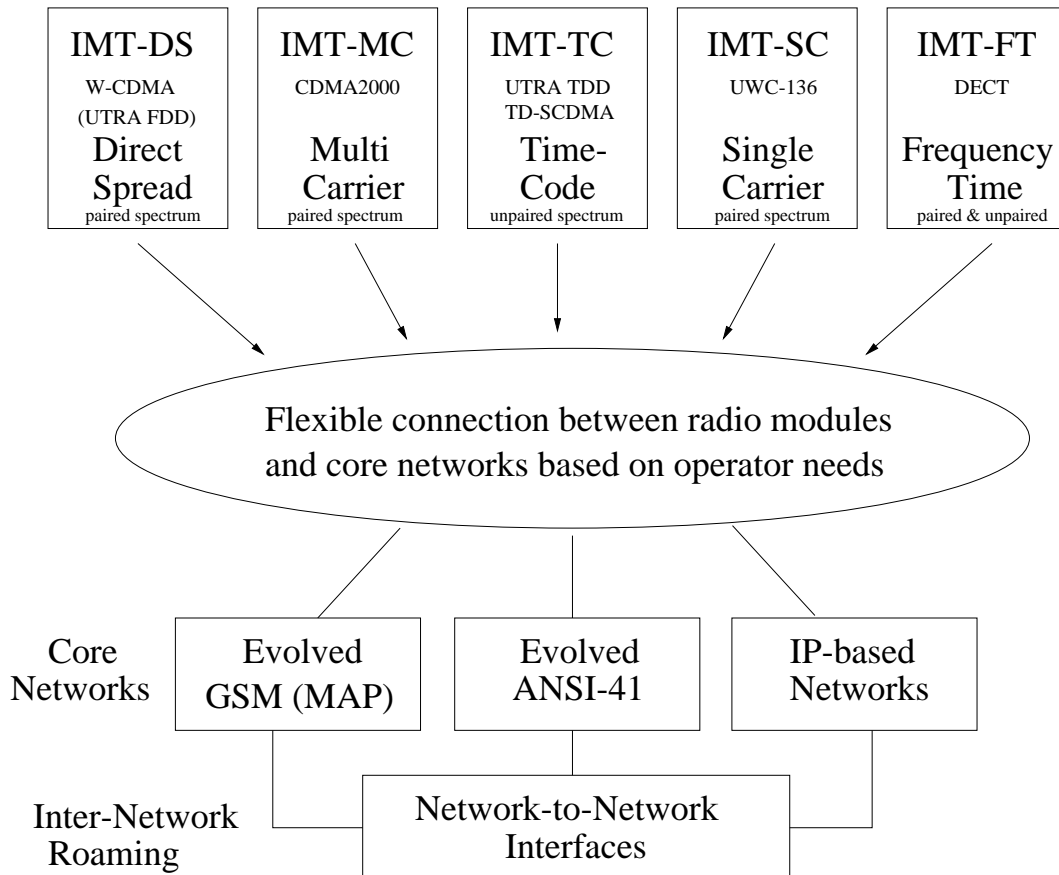 IMT-DS
W-CDMA
(UTRA FDD)
Direct
Spread
paired spectrum
IMT-MC
CDMA2000
Multi
Carrier
paired spectrum
IMT-TC
UTRA TDD
TD-SCDMA
Time-
Code
unpaired spectrum
IMT-SC
UWC-136
Single
Carrier
paired spectrum
IMT-FT
DECT
Frequency
Time
paired & unpaired
Flexible connection between radio modules
and core networks based on operator needs
Core
Networks
Evolved
GSM (MAP)
Evolved
ANSI-41
IP-based
Networks
Inter-Network
Roaming
Network-to-Network
Interfaces